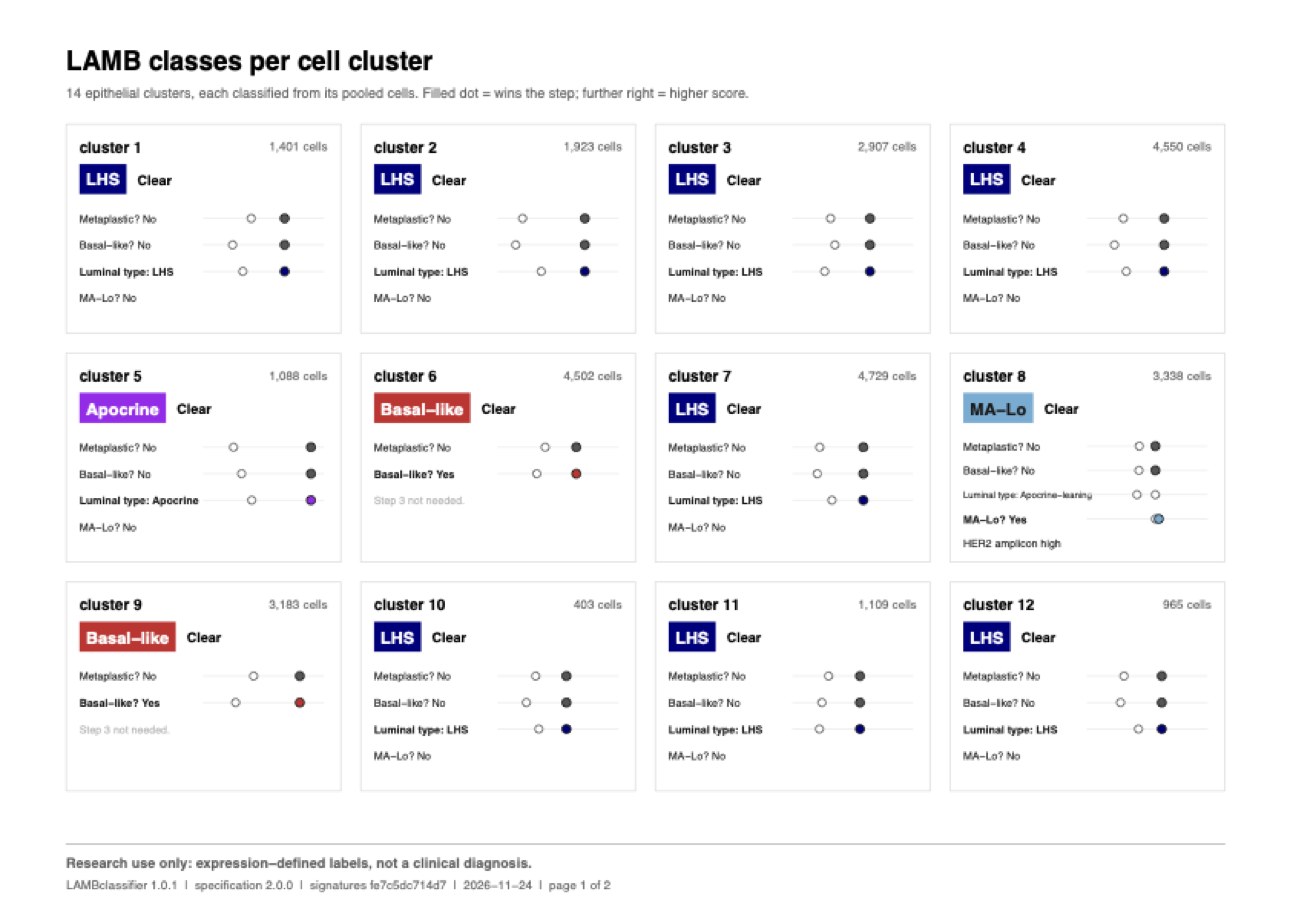 LAMB classes per cell cluster
14 epithelial clusters, each classified from its pooled cells. Filled dot = wins the step; further right = higher score.
cluster 1 1,401 cells
LHS Clear
Metaplastic? No
Basal–like? No
Luminal type: LHS
MA–Lo? No
cluster 2 1,923 cells
LHS Clear
Metaplastic? No
Basal–like? No
Luminal type: LHS
MA–Lo? No
cluster 3 2,907 cells
LHS Clear
Metaplastic? No
Basal–like? No
Luminal type: LHS
MA–Lo? No
cluster 4 4,550 cells
LHS Clear
Metaplastic? No
Basal–like? No
Luminal type: LHS
MA–Lo? No
cluster 5 1,088 cells
Apocrine Clear
Metaplastic? No
Basal–like? No
Luminal type: Apocrine
MA–Lo? No
cluster 6 4,502 cells
Basal–like Clear
Metaplastic? No
Basal–like? Yes
Step 3 not needed.
cluster 7 4,729 cells
LHS Clear
Metaplastic? No
Basal–like? No
Luminal type: LHS
MA–Lo? No
cluster 8 3,338 cells
MA–Lo Clear
Metaplastic? No
Basal–like? No
Luminal type: Apocrine–leaning
MA–Lo? Yes
HER2 amplicon high
cluster 9 3,183 cells
Basal–like Clear
Metaplastic? No
Basal–like? Yes
Step 3 not needed.
cluster 10 403 cells
LHS Clear
Metaplastic? No
Basal–like? No
Luminal type: LHS
MA–Lo? No
cluster 11 1,109 cells
LHS Clear
Metaplastic? No
Basal–like? No
Luminal type: LHS
MA–Lo? No
cluster 12 965 cells
LHS Clear
Metaplastic? No
Basal–like? No
Luminal type: LHS
MA–Lo? No
Research use only: expression–defined labels, not a clinical diagnosis.
LAMBclassifier 1.0.1 | specification 2.0.0 | signatures fe7c5dc714d7 | 2026–11–24 | page 1 of 2